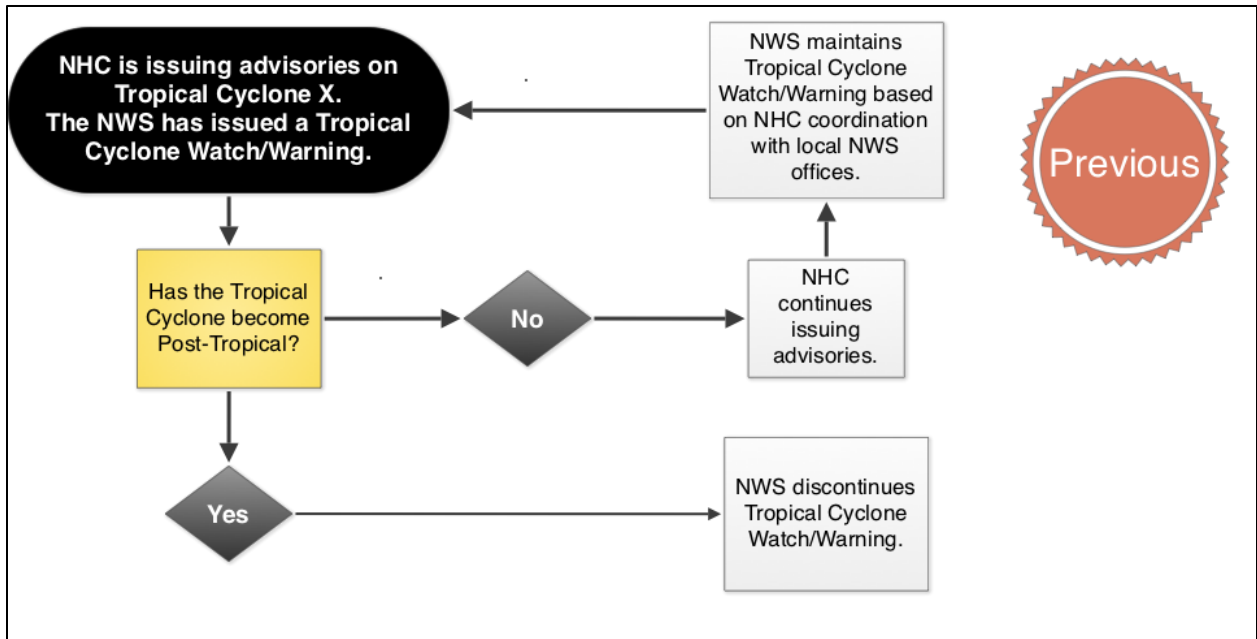 NHC is issuing advisories on
Tropical Cyclone X.
The NWS has issued a Tropical
Cyclone Watch/Warning.
NWS maintains
Tropical Cyclone
Watch/Warning based
on NHC coordination
with local NWS
offices.
Previous
Has the Tropical
Cyclone become
Post-Tropical?
No
NHC
continues
issuing
advisories.
Yes
NWS discontinues
Tropical Cyclone
Watch/Warning.